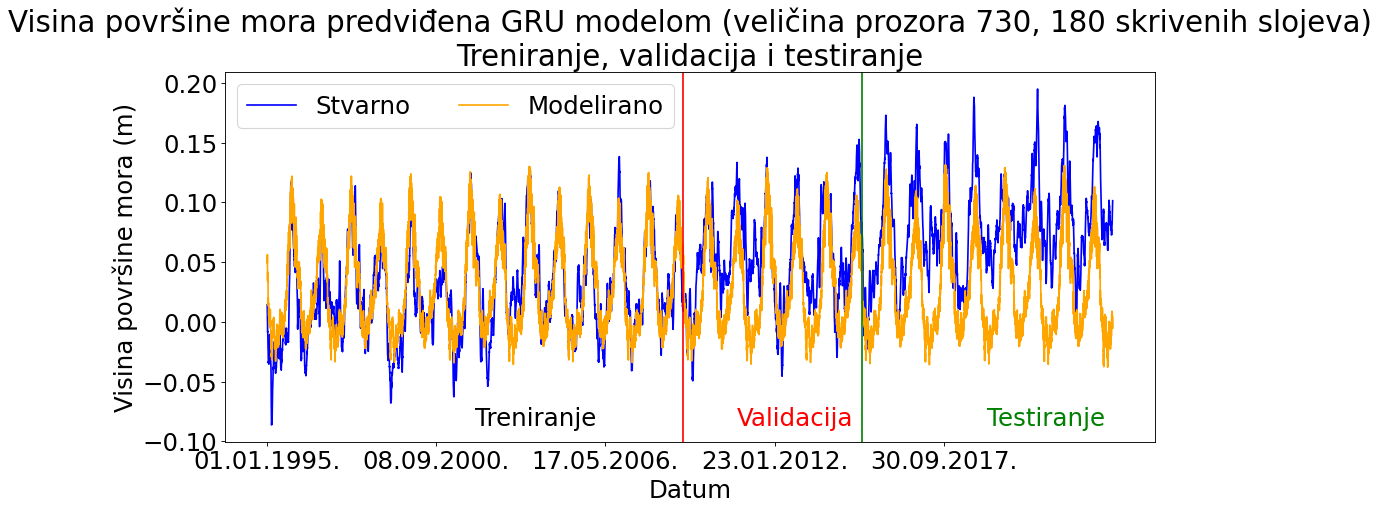 Visina površine mora predviđena GRU modelom (veličina prozora 730, 180 skrivenih slojeva)
Treniranje, validacija i testiranje
Stvarno
Modelirano
Visina površine mora (m)
0.20
0.15
0.10
0.05
0.00
−0.05
−0.10
Treniranje
Validacija
Testiranje
01.01.1995.
08.09.2000.
17.05.2006.
23.01.2012.
30.09.2017.
Datum